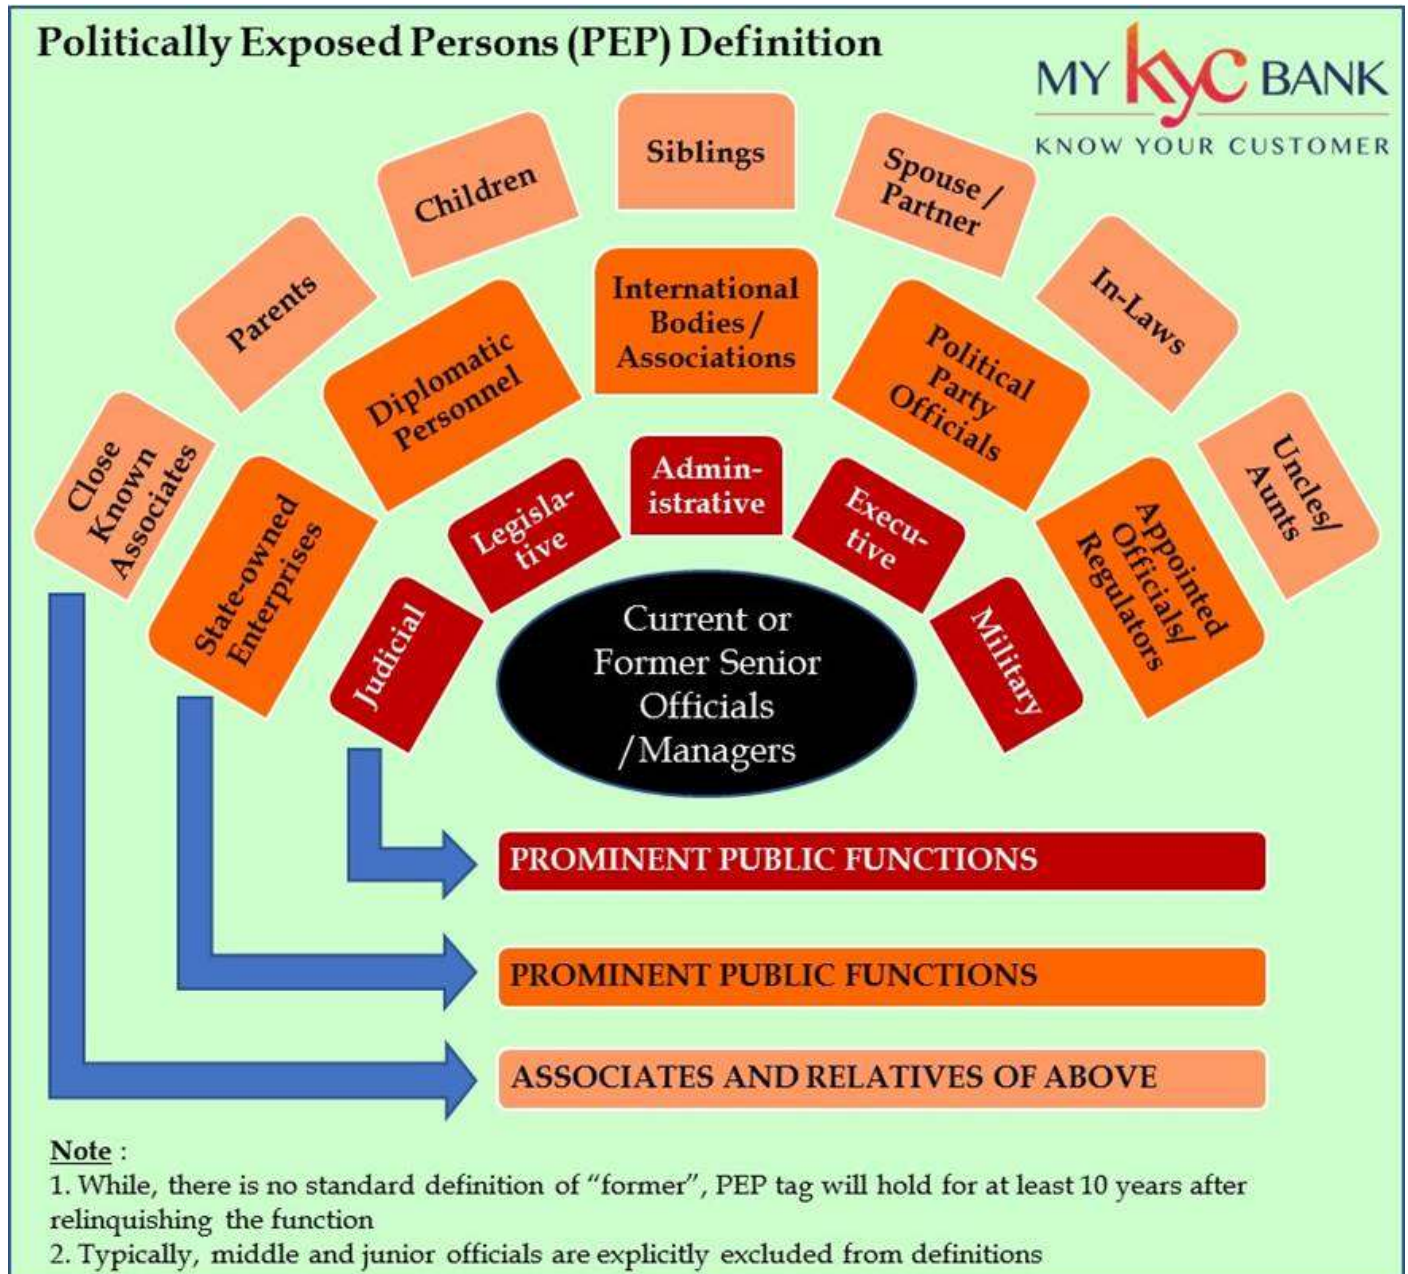 Politically Exposed Persons (PEP) Definition
MY kyc BANK
KNOW YOUR CUSTOMER
Close
Known
Associates
Parents
Children
Siblings
Spouse /
Partner
In-Laws
Uncles/
Aunts
State-owned
Enterprises
Diplomatic
Personnel
International
Bodies /
Associations
Political
Party
Officials
Appointed
Officials/
Regulators
Judicial
Legisla-
tive
Admin-
istrative
Execu-
tive
Military
Current or
Former Senior
Officials
/Managers
PROMINENT PUBLIC FUNCTIONS
PROMINENT PUBLIC FUNCTIONS
ASSOCIATES AND RELATIVES OF ABOVE
Note :
1. While, there is no standard definition of “former”, PEP tag will hold for at least 10 years after
relinquishing the function
2. Typically, middle and junior officials are explicitly excluded from definitions